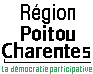 Région
Poitou
Charentes
La démocratie participative